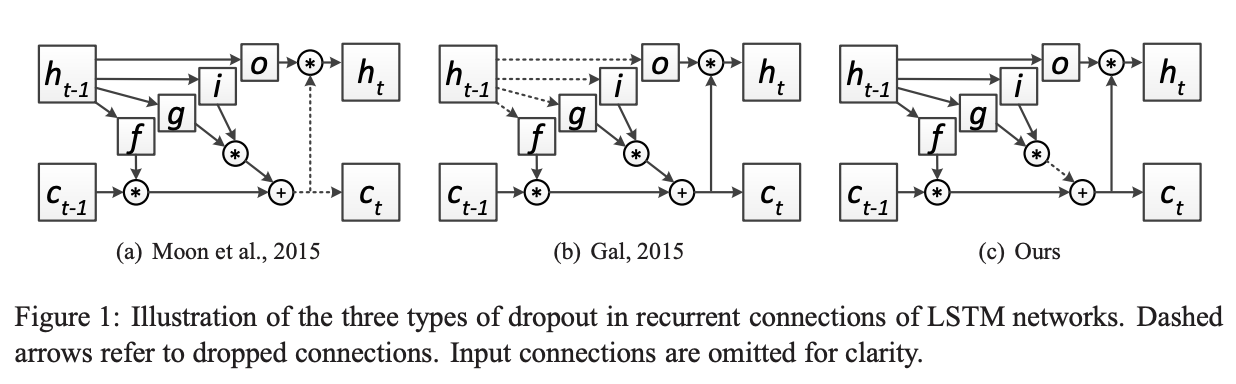 h_{t-1} o * h_t
i
g
f *
c_{t-1} * + c_t
(a) Moon et al., 2015
h_{t-1} o * h_t
i
g
f *
c_{t-1} * + c_t
(b) Gal, 2015
h_{t-1} o * h_t
i
g
f *
c_{t-1} * + c_t
(c) Ours
Figure 1: Illustration of the three types of dropout in recurrent connections of LSTM networks. Dashed
arrows refer to dropped connections. Input connections are omitted for clarity.